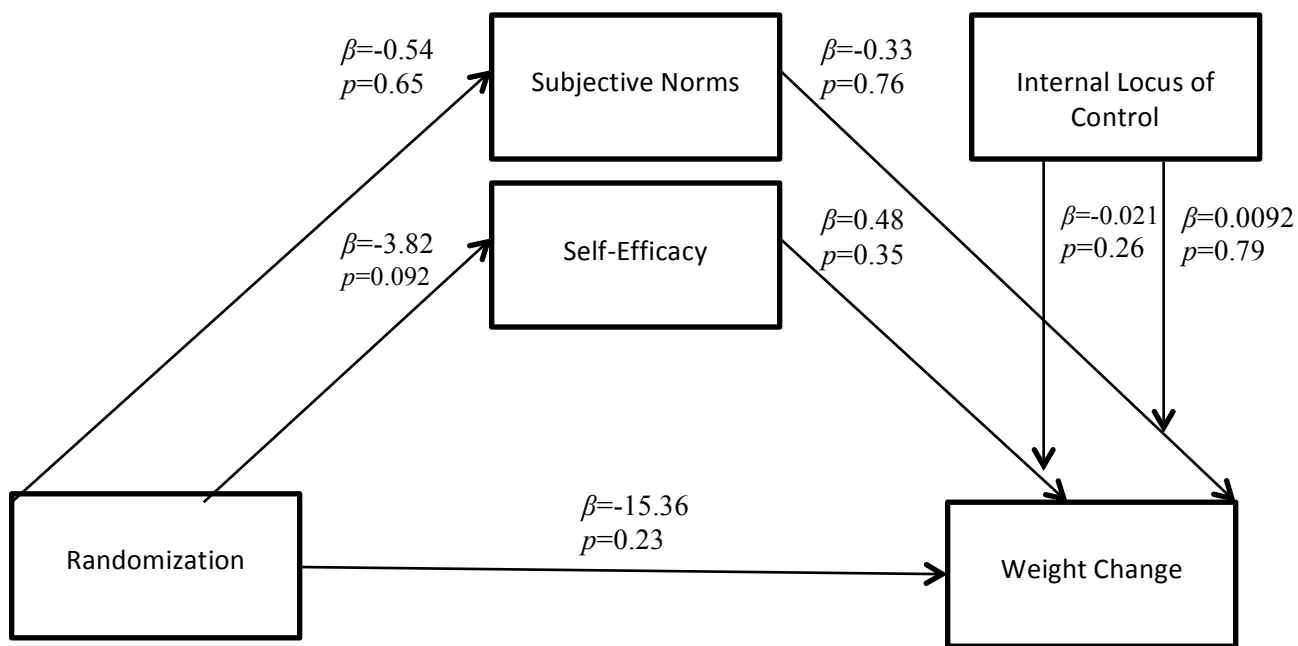 β=-0.54
p=0.65
Subjective Norms
β=-0.33
p=0.76
Internal Locus of
Control
β=-3.82
p=0.092
Self-Efficacy
β=0.48
p=0.35
β=-0.021
p=0.26
β=0.0092
p=0.79
Randomization
β=-15.36
p=0.23
Weight Change